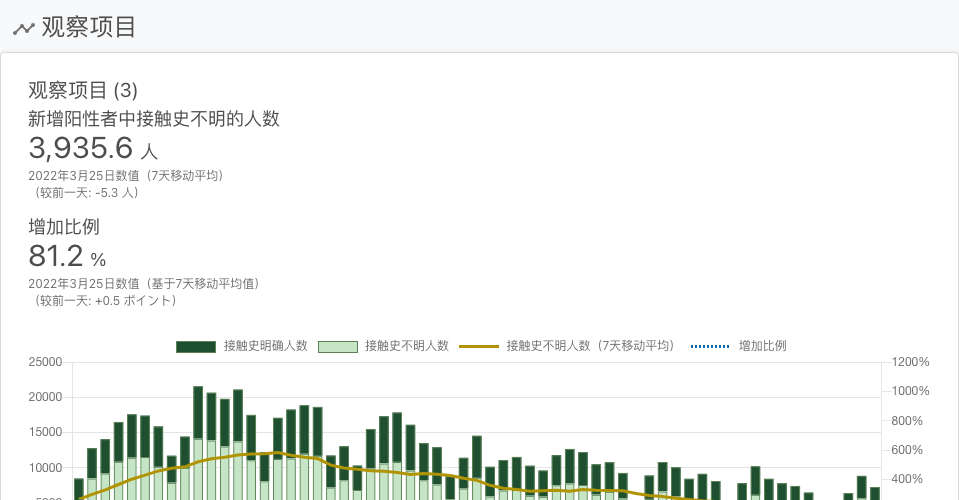 观察项目
观察项目 (3)
新增阳性者中接触史不明的人数
3,935.6 人
2022年3月25日数值（7天移动平均）
（较前一天: -5.3 人）
增加比例
81.2 %
2022年3月25日数值（基于7天移动平均值）
（较前一天: +0.5 ポイント）
接触史明确人数 接触史不明人数 接触史不明人数（7天移动平均） 增加比例
25000 1200%
20000 1000%
15000 800%
10000 600%
400%